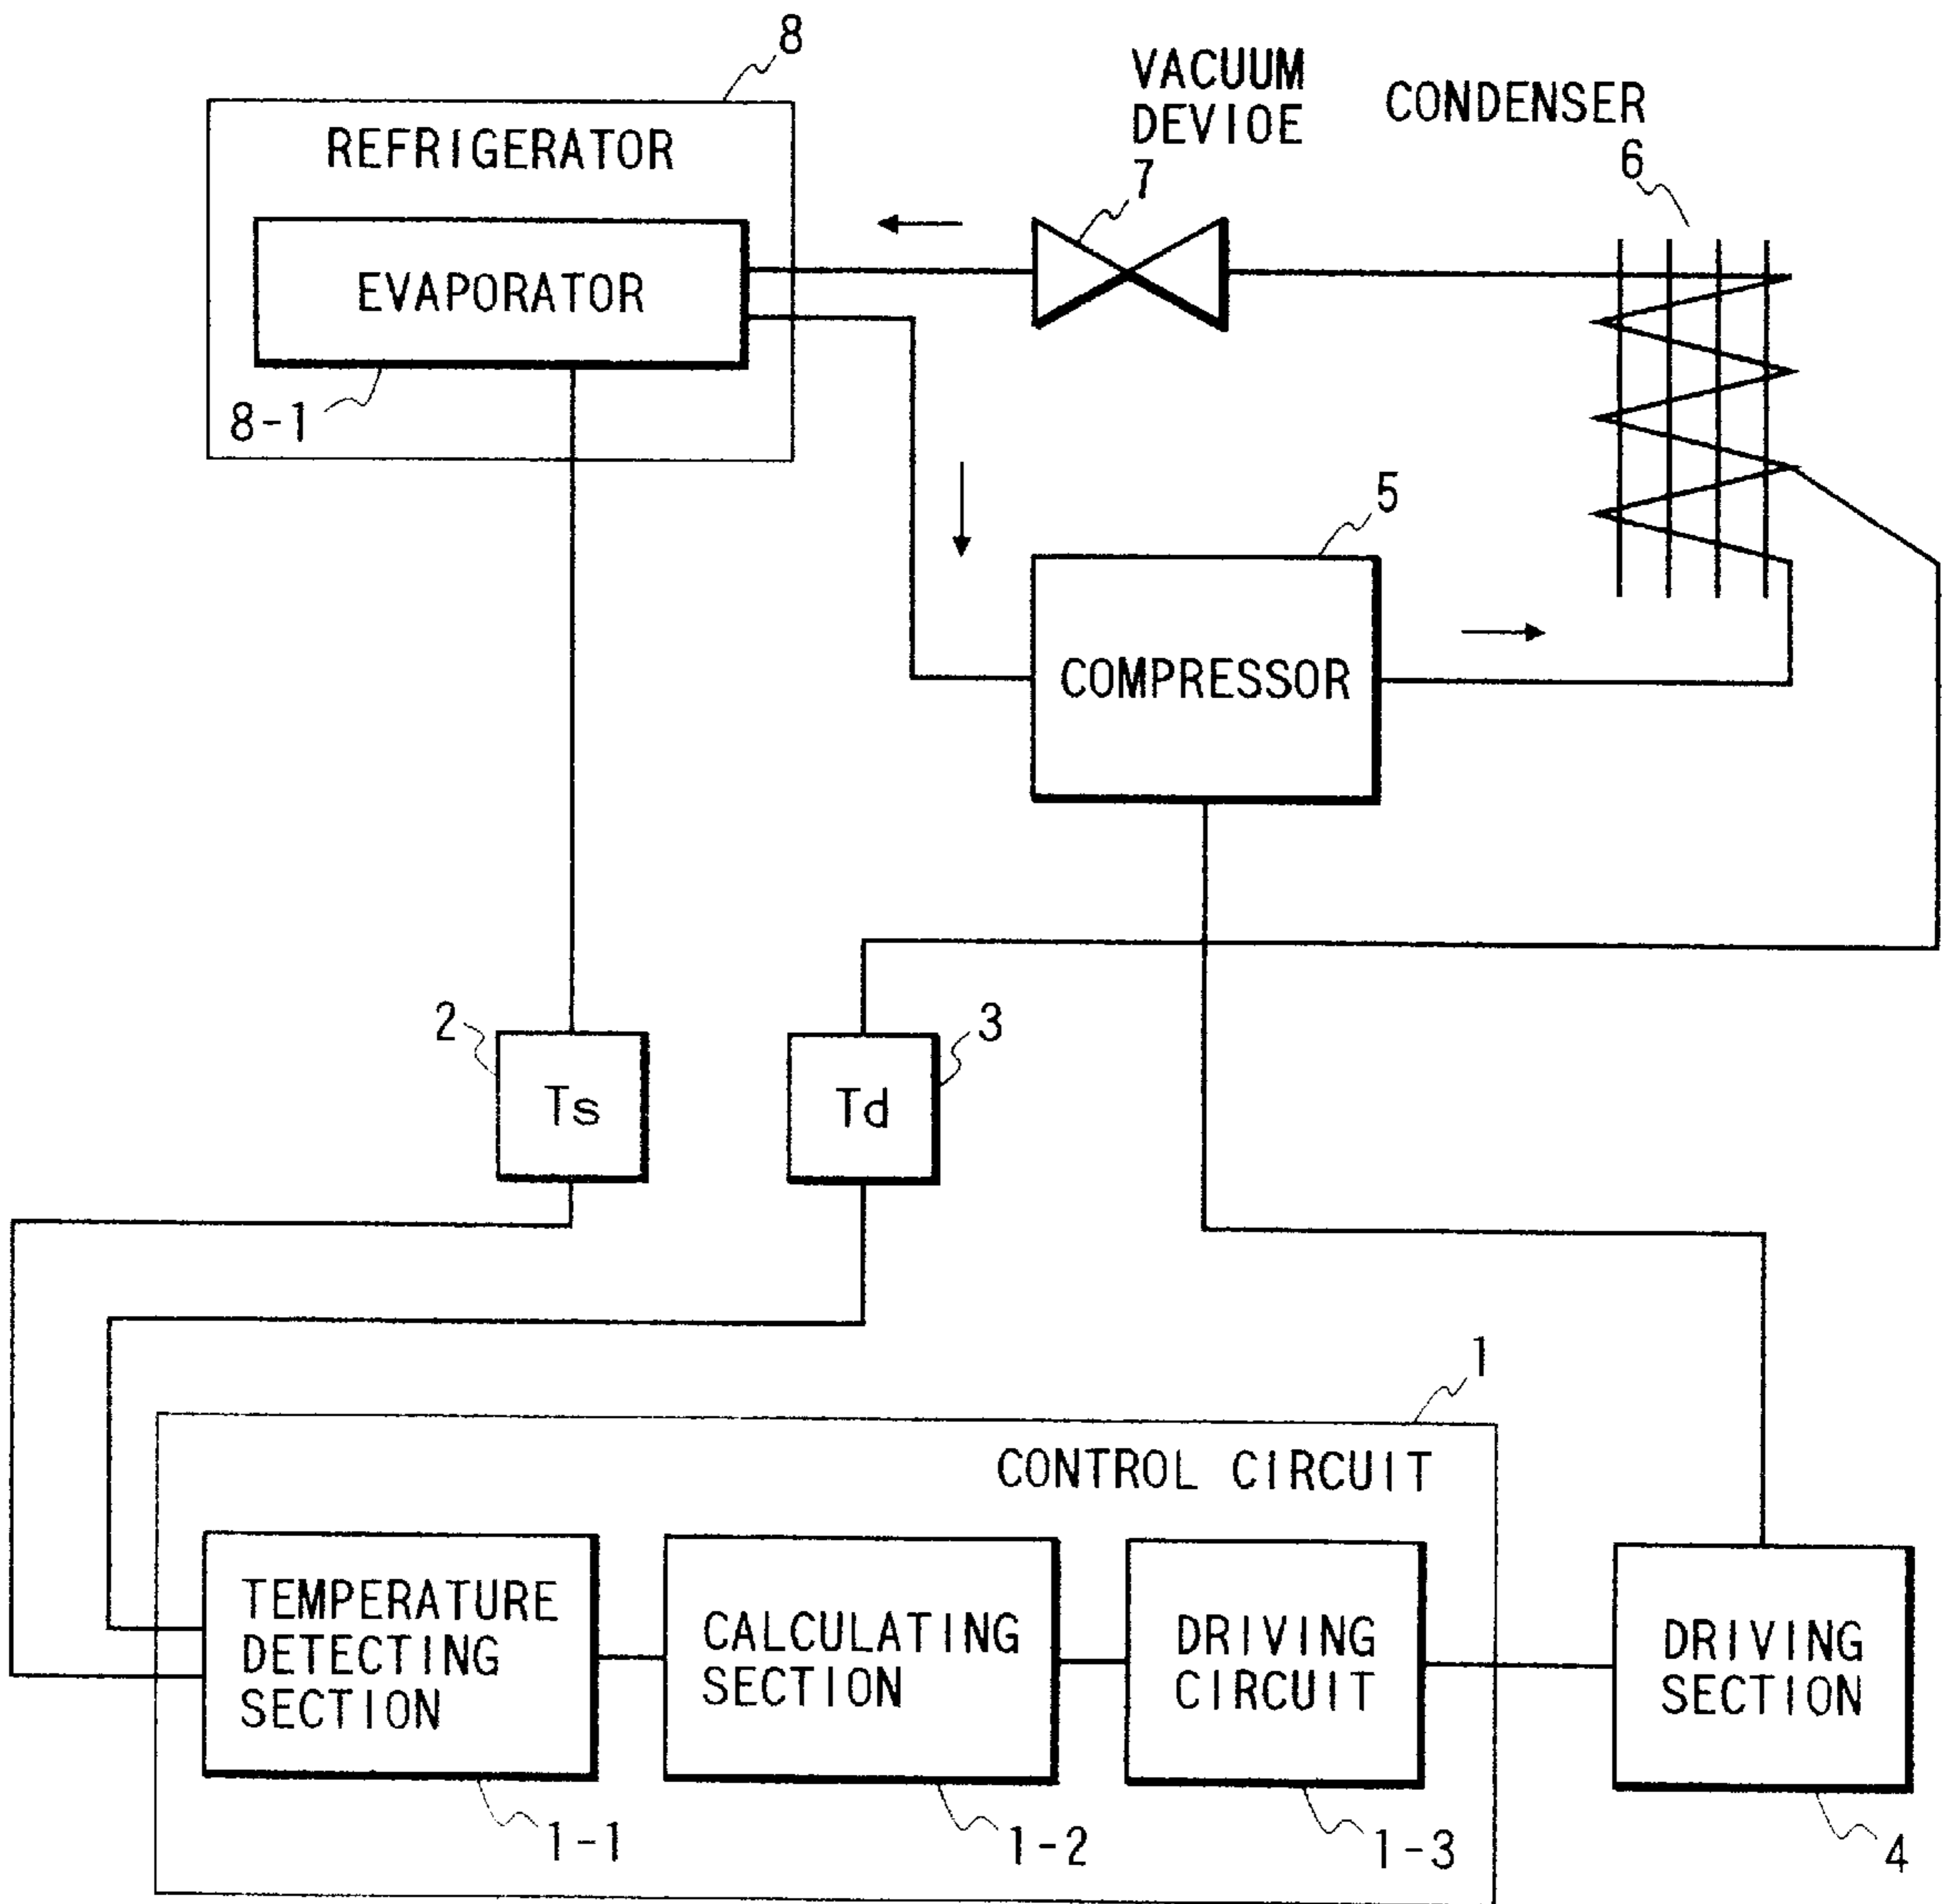 8
VACUUM
DEVIOE
7
CONDENSER
6
REFRIGERATOR
EVAPORATOR
8-1
5
COMPRESSOR
2
Ts
3
Td
1
CONTROL CIRCUIT
TEMPERATURE
DETECTING
SECTION
1-1
CALCULATING
SECTION
1-2
DRIVING
CIRCUIT
1-3
DRIVING
SECTION
4